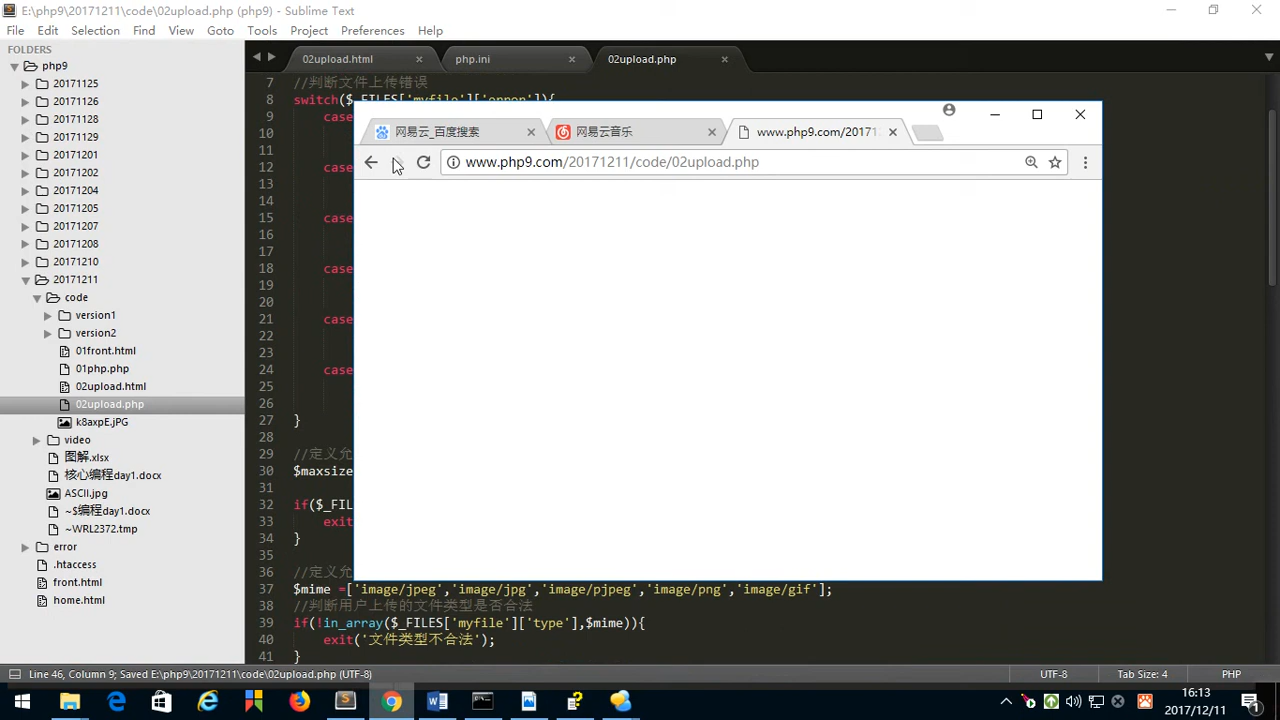 E:\php9\20171211\code\02upload.php (php9) - Sublime Text
File Edit Selection Find View Goto Tools Project Preferences Help
FOLDERS
php9
20171125
20171126
20171128
20171129
20171201
20171202
20171204
20171205
20171207
20171208
20171210
20171211
code
version1
version2
01front.html
01php.php
02upload.html
02upload.php
k8axpE.JPG
video
图解.xlsx
核心编程day1.docx
ASCII.jpg
~$编程day1.docx
~WRL2372.tmp
error
.htaccess
front.html
home.html
02upload.html php.ini 02upload.php
7 //判断文件上传错误
8 switch($_FILES['myfile']['error']){
9 case
10
11
12 case
13
14
15 case
16
17
18 case
19
20
21 case
22
23
24 case
25
26
27 }
28
29 //定义允
30 $maxsize
31
32 if($_FIL
33 exit
34 }
35
36 //定义允
37 $mime =['image/jpeg','image/jpg','image/pjpeg','image/png','image/gif'];
38 //判断用户上传的文件类型是否合法
39 if(!in_array($_FILES['myfile']['type'],$mime)){
40 exit('文件类型不合法');
41 }
网易云_百度搜索 网易云音乐 www.php9.com/20171
www.php9.com/20171211/code/02upload.php
Line 46, Column 9; Saved E:\php9\20171211\code\02upload.php (UTF-8) UTF-8 Tab Size: 4 PHP
16:13
2017/12/11
1